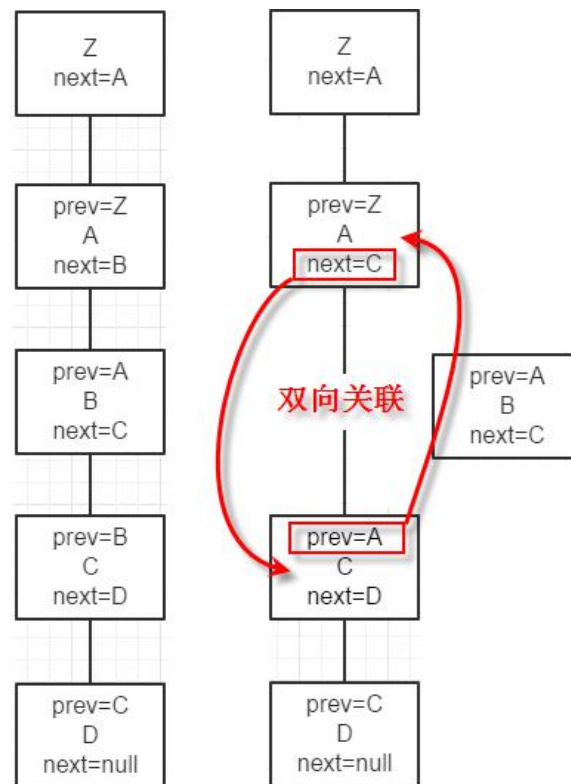 Z
next=A
prev=Z
A
next=B
prev=A
B
next=C
prev=B
C
next=D
prev=C
D
next=null
Z
next=A
prev=Z
A
next=C
双向关联
prev=A
B
next=C
prev=A
C
next=D
prev=C
D
next=null